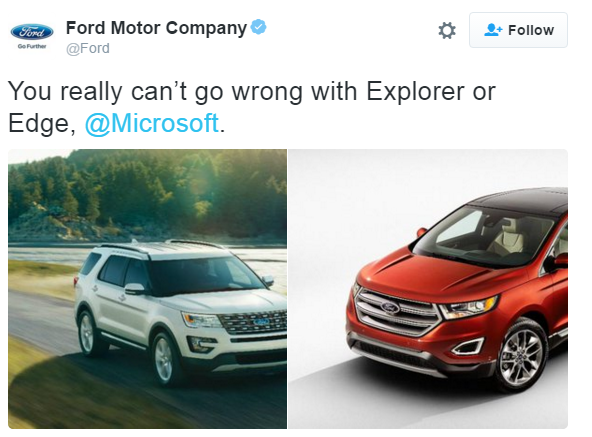 Ford
Go Further
Ford Motor Company
@Ford
Follow
You really can’t go wrong with Explorer or
Edge, @Microsoft.